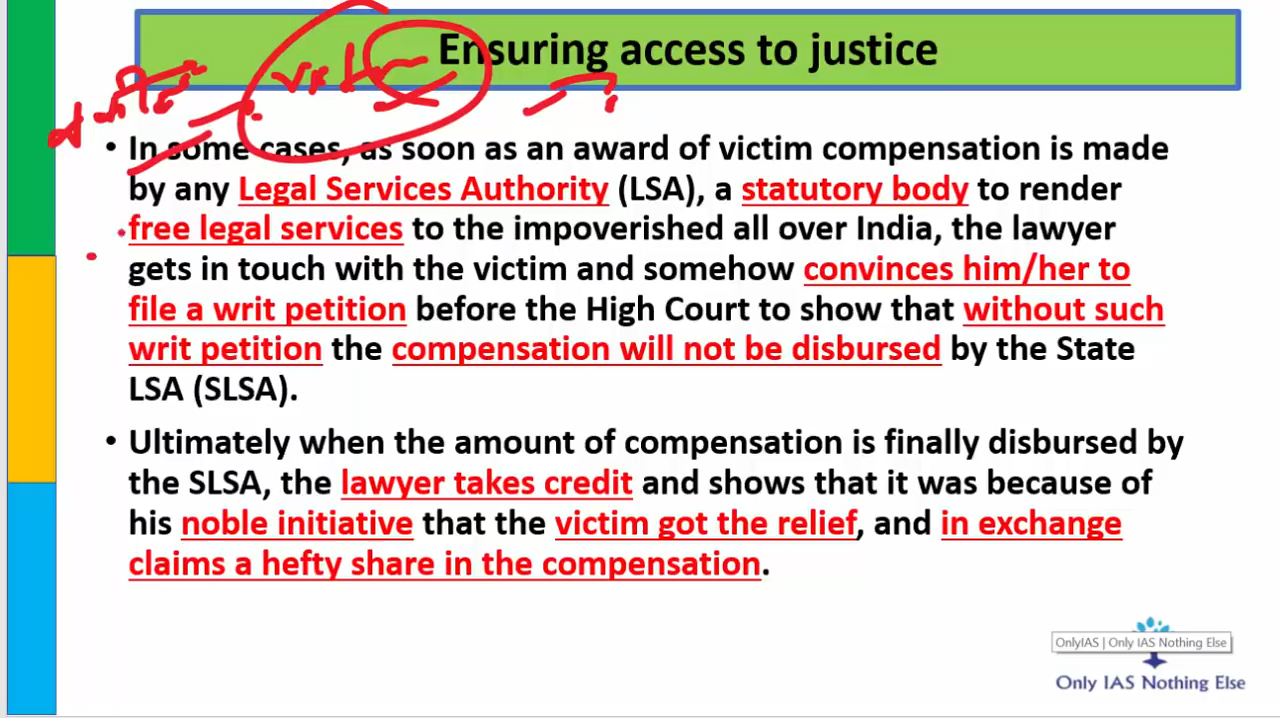 Ensuring access to justice
• In some cases, as soon as an award of victim compensation is made
by any Legal Services Authority (LSA), a statutory body to render
free legal services to the impoverished all over India, the lawyer
gets in touch with the victim and somehow convinces him/her to
file a writ petition before the High Court to show that without such
writ petition the compensation will not be disbursed by the State
LSA (SLSA).
• Ultimately when the amount of compensation is finally disbursed by
the SLSA, the lawyer takes credit and shows that it was because of
his noble initiative that the victim got the relief, and in exchange
claims a hefty share in the compensation.
OnlyIAS | Only IAS Nothing Else
Only IAS Nothing Else